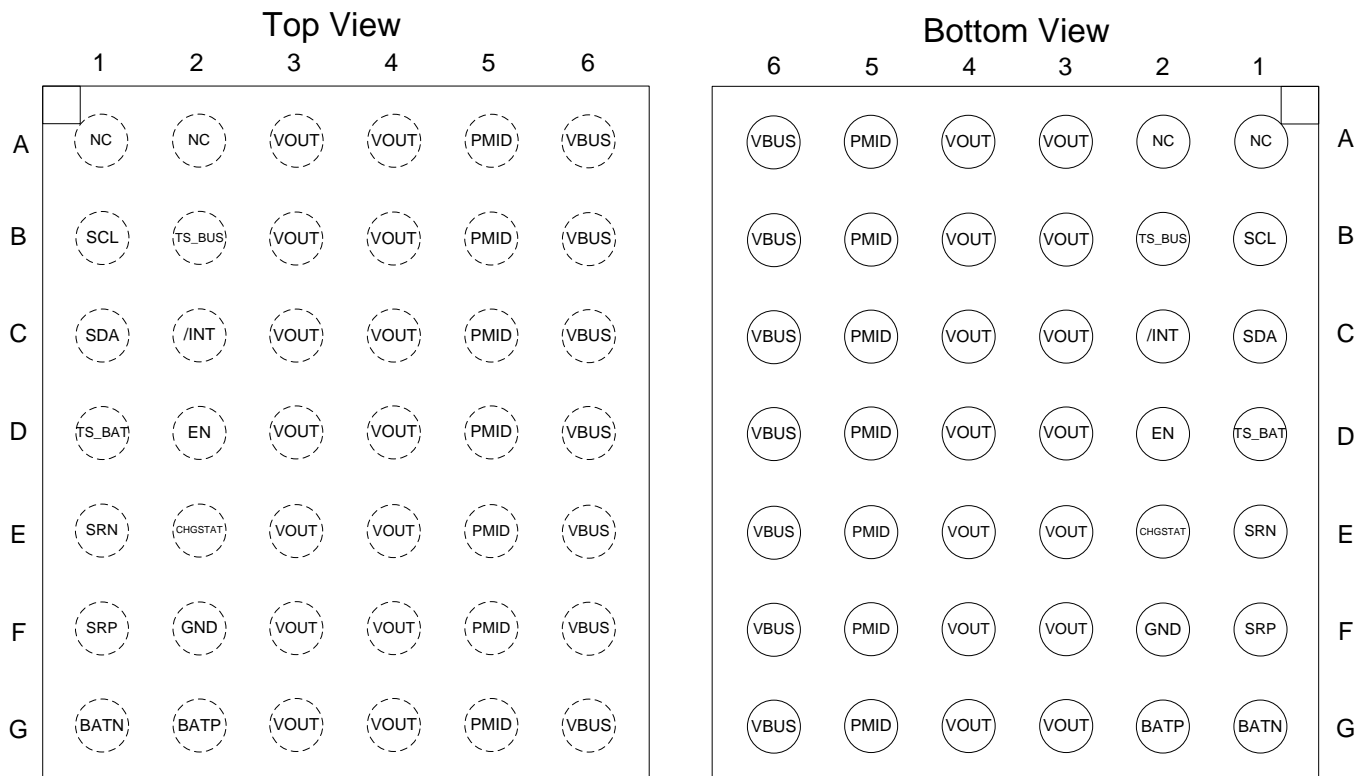 Top View
1 2 3 4 5 6
A NC NC VOUT VOUT PMID VBUS
B SCL TS_BUS VOUT VOUT PMID VBUS
C SDA /INT VOUT VOUT PMID VBUS
D TS_BAT EN VOUT VOUT PMID VBUS
E SRN CHGSTAT VOUT VOUT PMID VBUS
F SRP GND VOUT VOUT PMID VBUS
G BATN BATP VOUT VOUT PMID VBUS
Bottom View
6 5 4 3 2 1
VBUS PMID VOUT VOUT NC NC A
VBUS PMID VOUT VOUT TS_BUS SCL B
VBUS PMID VOUT VOUT /INT SDA C
VBUS PMID VOUT VOUT EN TS_BAT D
VBUS PMID VOUT VOUT CHGSTAT SRN E
VBUS PMID VOUT VOUT GND SRP F
VBUS PMID VOUT VOUT BATP BATN G